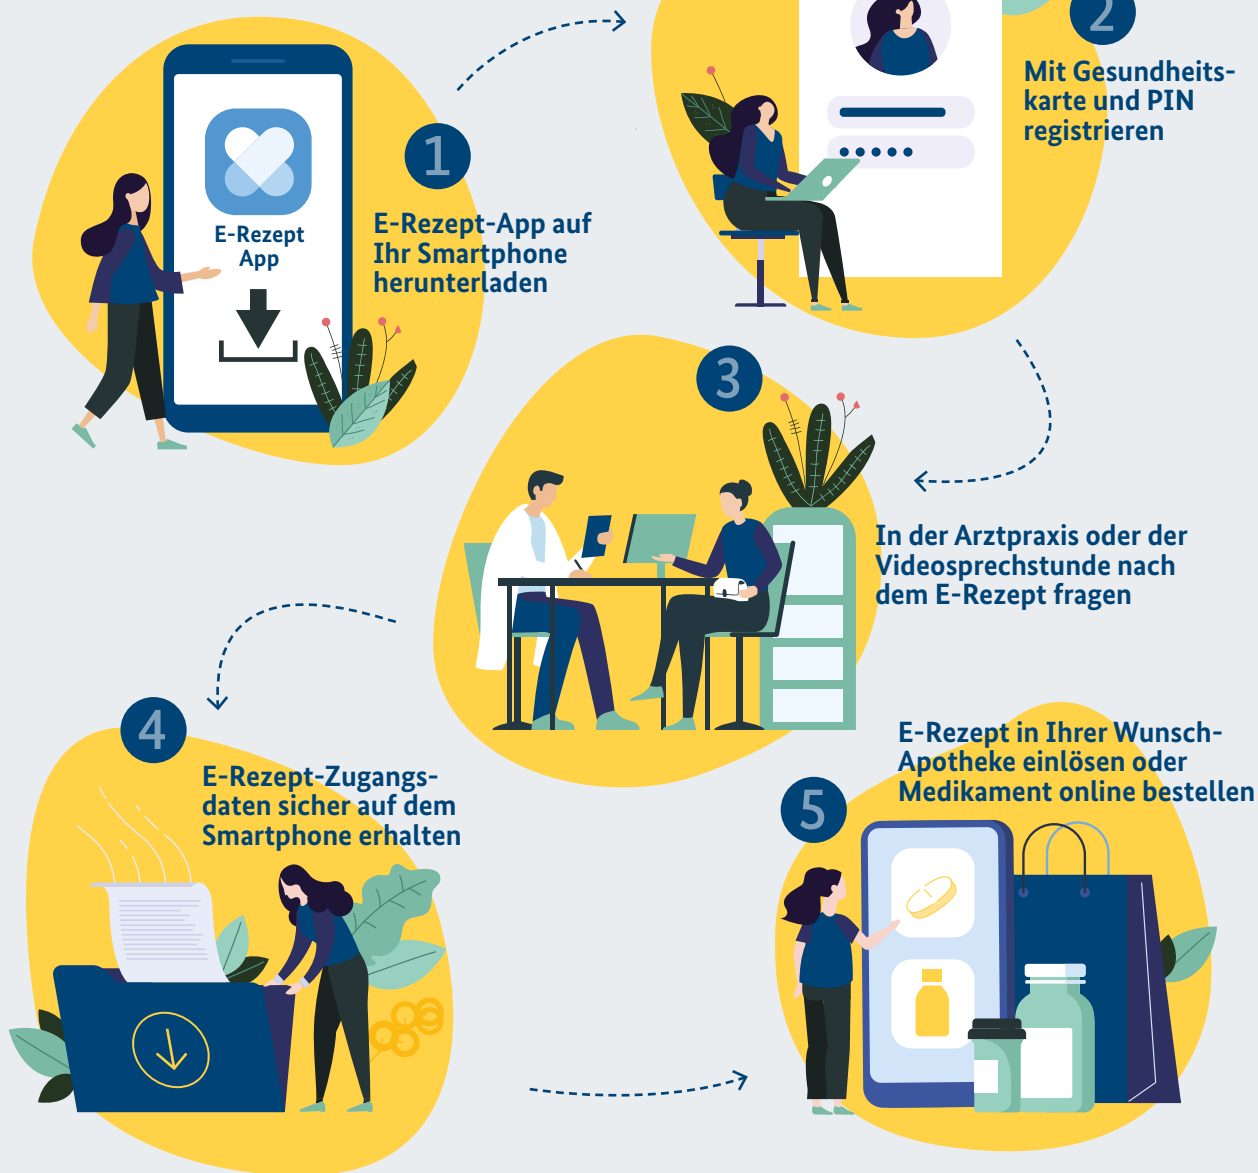 1
E-Rezept
App
E-Rezept-App auf
Ihr Smartphone
herunterladen
2
Mit Gesundheits-
karte und PIN
registrieren
3
In der Arztpraxis oder der
Videosprechstunde nach
dem E-Rezept fragen
4
E-Rezept-Zugangs-
daten sicher auf dem
Smartphone erhalten
5
E-Rezept in Ihrer Wunsch-
Apotheke einlösen oder
Medikament online bestellen